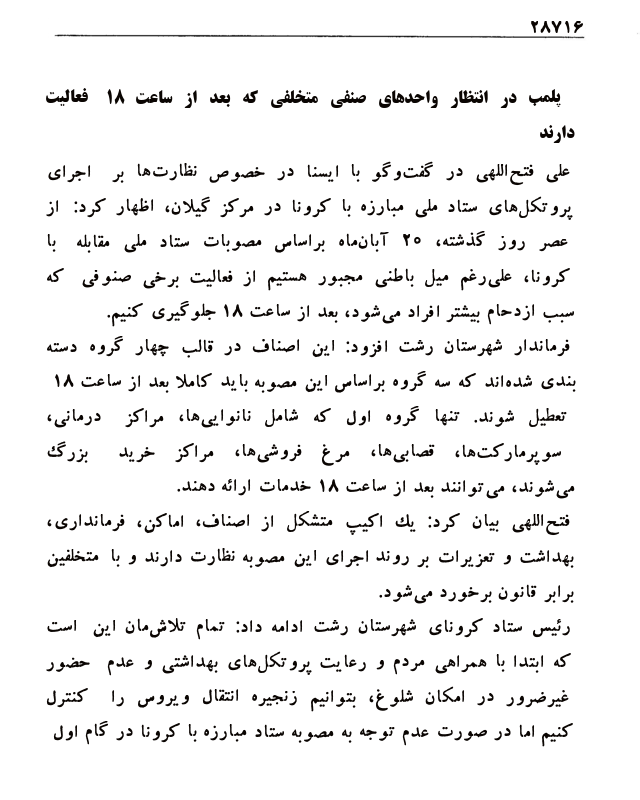 ۲۸۷۱۶
پلمب در انتظار واحدهای صنفی متخلفی که بعد از ساعت ۱۸ فعالیت
دارند
علی فتح‌اللهی در گفت‌وگو با ایسنا در خصوص نظارت‌ها بر اجرای
پروتکل‌های ستاد ملی مبارزه با کرونا در مرکز گیلان، اظهار کرد: از
عصر روز گذشته، ۲۰ آبان‌ماه براساس مصوبات ستاد ملی مقابله با
کرونا، علی‌رغم میل باطنی مجبور هستیم از فعالیت برخی صنوفی که
سبب ازدحام بیشتر افراد می‌شود، بعد از ساعت ۱۸ جلوگیری کنیم.
فرماندار شهرستان رشت افزود: این اصناف در قالب چهار گروه دسته
بندی شده‌اند که سه گروه براساس این مصوبه باید کاملا بعد از ساعت ۱۸
تعطیل شوند. تنها گروه اول که شامل نانوایی‌ها، مراکز درمانی،
سوپرمارکت‌ها، قصابی‌ها، مرغ فروشی‌ها، مراکز خرید بزرگ
می‌شوند، می‌توانند بعد از ساعت ۱۸ خدمات ارائه دهند.
فتح‌اللهی بیان کرد: یك اکیپ متشکل از اصناف، اماکن، فرمانداری،
بهداشت و تعزیرات بر روند اجرای این مصوبه نظارت دارند و با متخلفین
برابر قانون برخورد می‌شود.
رئیس ستاد کرونای شهرستان رشت ادامه داد: تمام تلاش‌مان این است
که ابتدا با همراهی مردم و رعایت پروتکل‌های بهداشتی و عدم حضور
غیرضرور در امکان شلوغ، بتوانیم زنجیره انتقال ویروس را کنترل
کنیم اما در صورت عدم توجه به مصوبه ستاد مبارزه با کرونا در گام اول